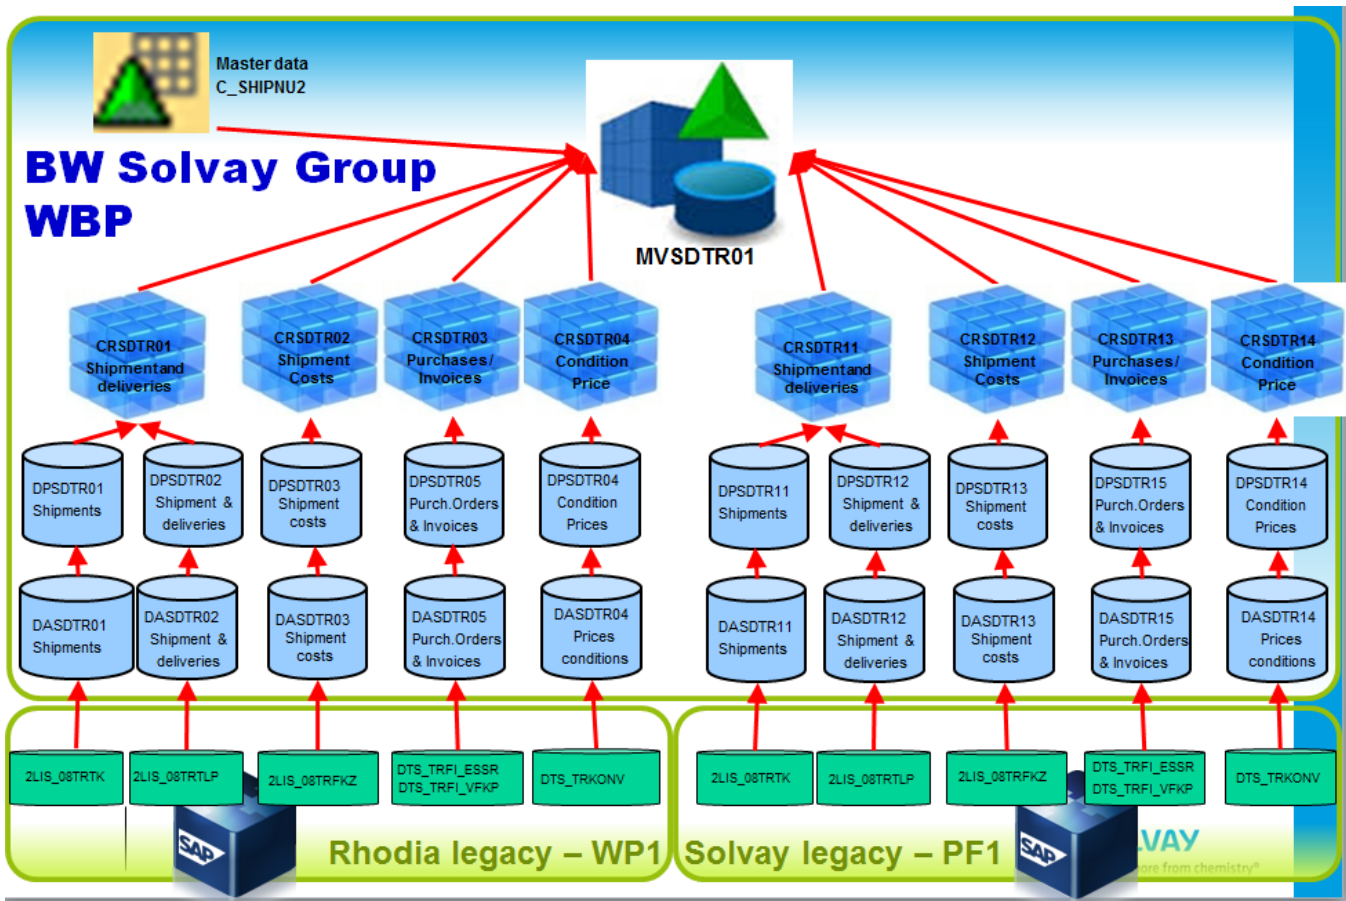 Master data
C_SHIPNU2
BW Solvay Group
WBP
MVSDTR01
CRSDTR01
Shipmentand
deliveries
CRSDTR02
Shipment
Costs
CRSDTR03
Purchases/
Invoices
CRSDTR04
Condition
Price
CRSDTR11
Shipmentand
deliveries
CRSDTR12
Shipment
Costs
CRSDTR13
Purchases/
Invoices
CRSDTR14
Condition
Price
DPSDTR01
Shipments
DPSDTR02
Shipment &
deliveries
DPSDTR03
Shipment
costs
DPSDTR05
Purch.Orders
& Invoices
DPSDTR04
Condition
Prices
DPSDTR11
Shipments
DPSDTR12
Shipment &
deliveries
DPSDTR13
Shipment
costs
DPSDTR15
Purch.Orders
& Invoices
DPSDTR14
Condition
Prices
DASDTR01
Shipments
DASDTR02
Shipment &
deliveries
DASDTR03
Shipment
costs
DASDTR05
Purch.Orders
& Invoices
DASDTR04
Prices
conditions
DASDTR11
Shipments
DASDTR12
Shipment &
deliveries
DASDTR13
Shipment
costs
DASDTR15
Purch.Orders
& Invoices
DASDTR14
Prices
conditions
2LIS_08TRTK
2LIS_08TRTLP
2LIS_08TRFKZ
DTS_TRFI_ESSR
DTS_TRFI_VFKP
DTS_TRKONV
2LIS_08TRTK
2LIS_08TRTLP
2LIS_08TRFKZ
DTS_TRFI_ESSR
DTS_TRFI_VFKP
DTS_TRKONV
SAP
Rhodia legacy – WP1
Solvay legacy – PF1
SAP
LVAY
ore from chemistry®